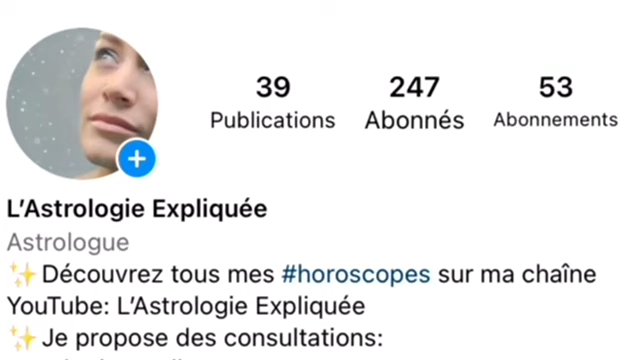 39 247 53
Publications Abonnés Abonnements
L'Astrologie Expliquée
Astrologue
✨Découvrez tous mes #horoscopes sur ma chaîne
YouTube: L'Astrologie Expliquée
✨Je propose des consultations: